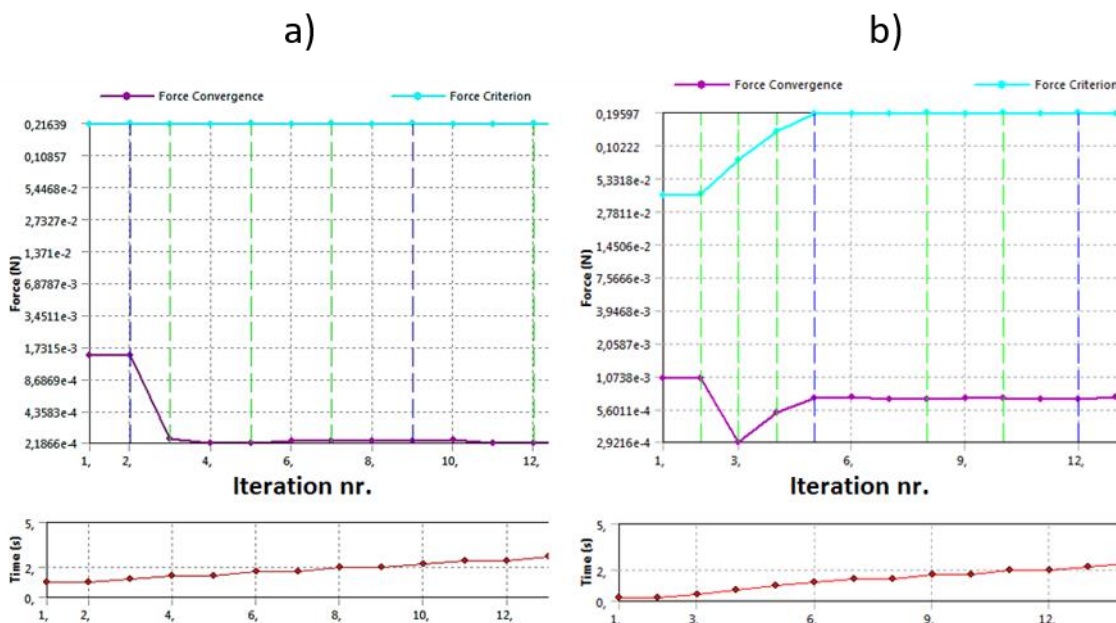 a)
Force Convergence
Force Criterion
0,21639
0,10857
5,4468e-2
2,7327e-2
1,371e-2
6,8787e-3
3,4511e-3
1,7315e-3
8,6869e-4
4,3583e-4
2,1866e-4
Force (N)
1, 2, 4, 6, 8, 10, 12,
Iteration nr.
5,
2,
0,
Time (s)
1, 2, 4, 6, 8, 10, 12,
b)
Force Convergence
Force Criterion
0,19597
0,10222
5,3318e-2
2,7811e-2
1,4506e-2
7,5666e-3
3,9468e-3
2,0587e-3
1,0738e-3
5,6011e-4
2,9216e-4
Force (N)
1, 3, 6, 9, 12,
Iteration nr.
5,
2,
0,
Time (s)
1, 3, 6, 9, 12,